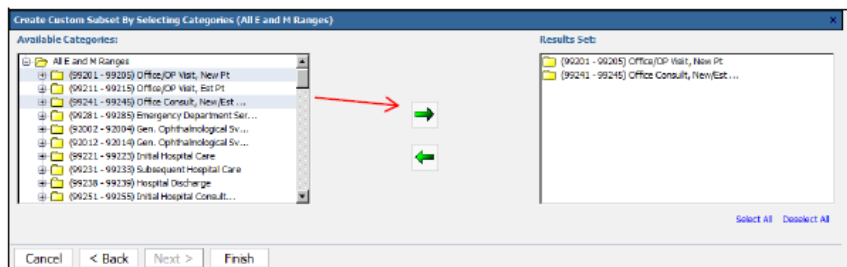 Create Custom Subset By Selecting Categories (All E and M Ranges)
Available Categories:
All E and M Ranges
(99201 - 99205) Office/OP Visit, New Pt
(99211 - 99215) Office/OP Visit, Est Pt
(99241 - 99245) Office Consult, New/Est ...
(99281 - 99285) Emergency Department Ser...
(92002 - 92004) Gen. Ophthalmological Sv...
(92012 - 92014) Gen. Ophthalmological Sv...
(99221 - 99223) Initial Hospital Care
(99231 - 99233) Subsequent Hospital Care
(99238 - 99239) Hospital Discharge
(99251 - 99255) Initial Hospital Consult...
Results Set:
(99201 - 99205) Office/OP Visit, New Pt
(99241 - 99245) Office Consult, New/Est ...
Select All Deselect All
Cancel < Back Next > Finish